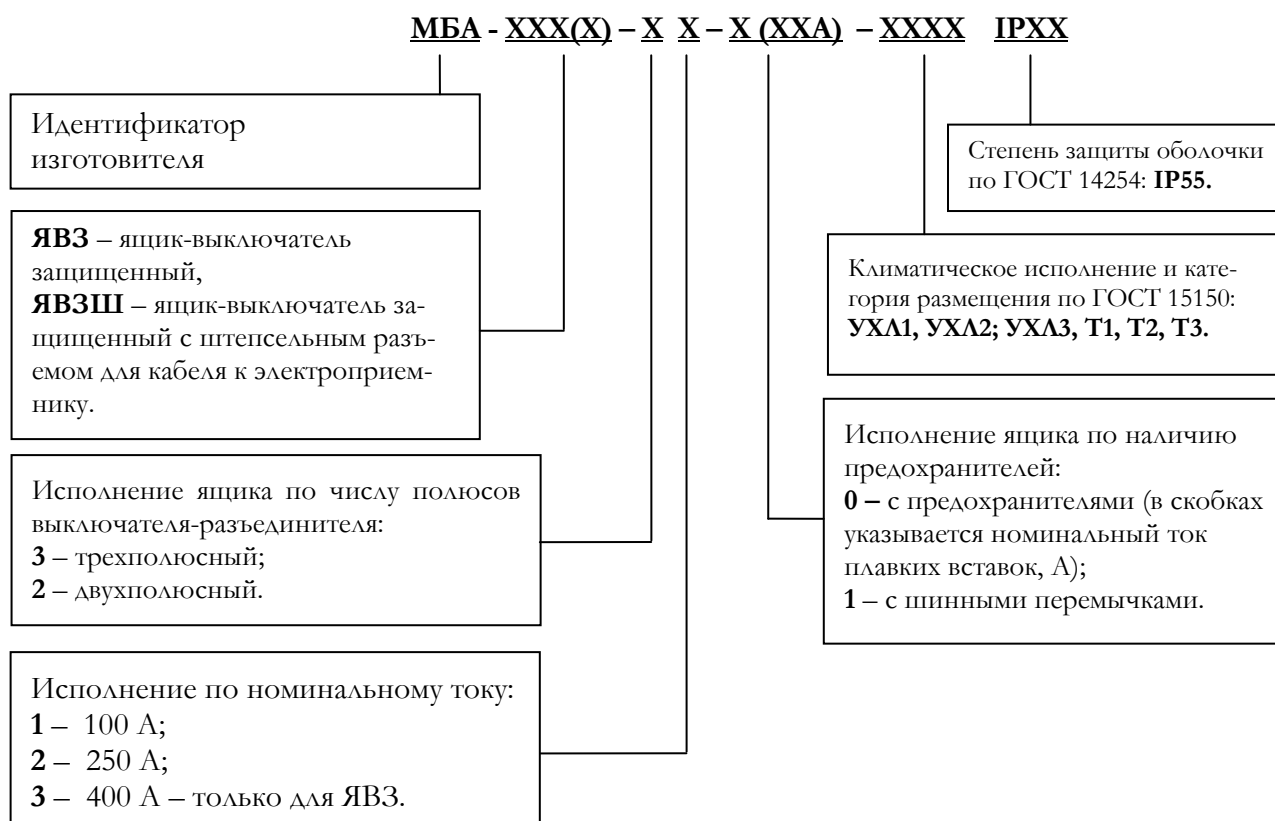 МБА - ХХХ(Х) – Х Х – Х (ХХА) – ХХХХ IPXX
Идентификатор
изготовителя
Степень защиты оболочки
по ГОСТ 14254: IP55.
ЯВЗ – ящик-выключатель
защищенный,
ЯВЗШ – ящик-выключатель за-
щищенный с штепсельным разъ-
емом для кабеля к электроприем-
нику.
Климатическое исполнение и кате-
гория размещения по ГОСТ 15150:
УХЛ1, УХЛ2; УХЛ3, Т1, Т2, Т3.
Исполнение ящика по числу полюсов
выключателя-разъединителя:
3 – трехполюсный;
2 – двухполюсный.
Исполнение ящика по наличию
предохранителей:
0 – с предохранителями (в скобках
указывается номинальный ток
плавких вставок, А);
1 – с шинными перемычками.
Исполнение по номинальному току:
1 – 100 А;
2 – 250 А;
3 – 400 А – только для ЯВЗ.